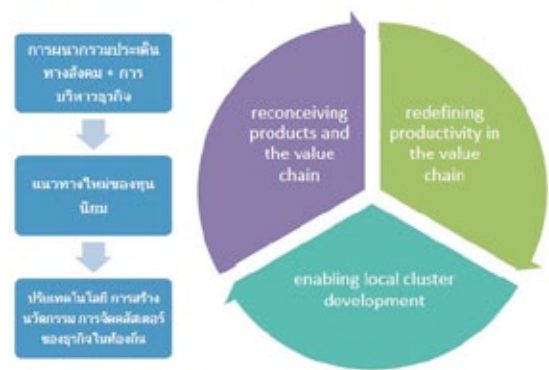 การผนากรวมประเด็น
ทางสังคม + การ
บริหารธุรกิจ
แนวทางใหม่ของทุน
นิยม
ปรับเทคโนโลยี การสร้าง
นวัตกรรม การจัดคลัสเตอร์
ของธุรกิจในท้องถิ่น
reconceiving
products and
the value
chain
redefining
productivity in
the value
chain
enabling local cluster
development